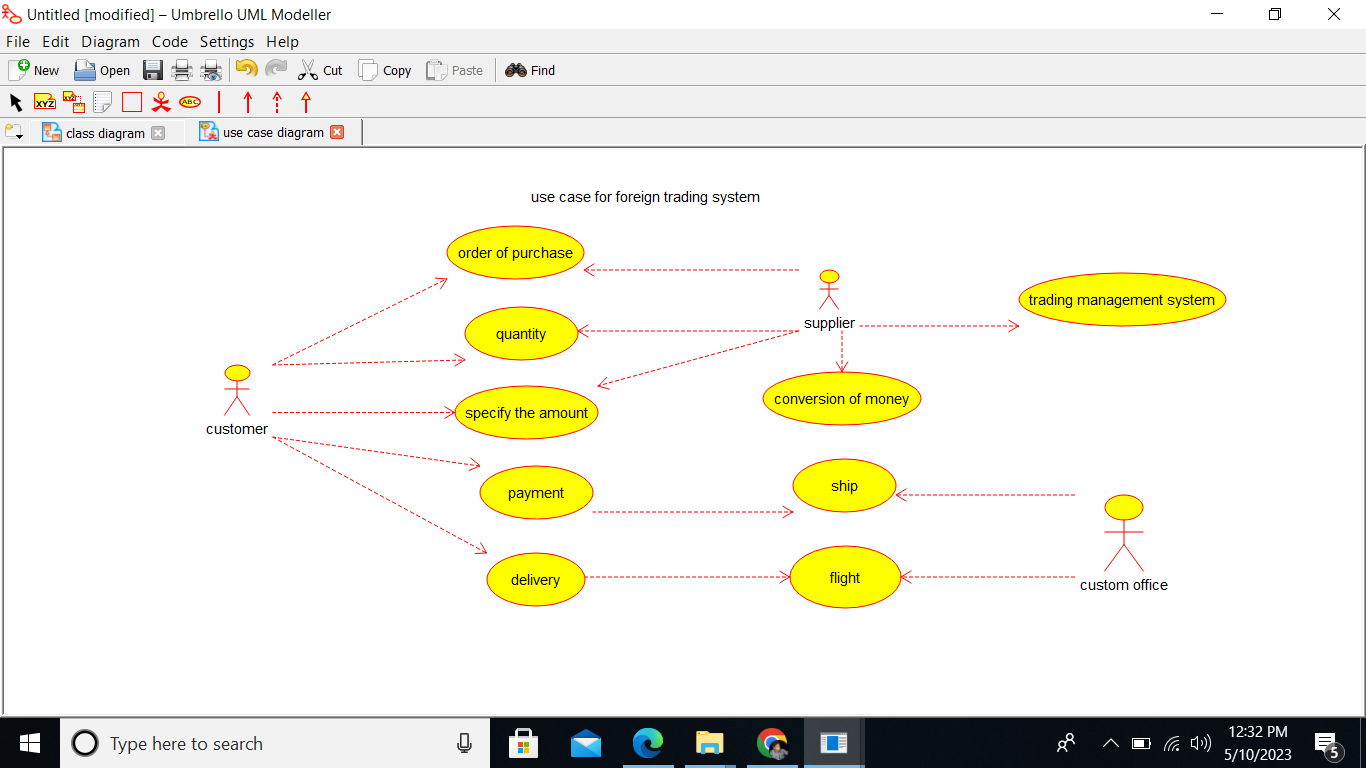 Untitled [modified] – Umbrello UML Modeller
File Edit Diagram Code Settings Help
New Open Cut Copy Paste Find
XYZ XYZ ABC
class diagram use case diagram
use case for foreign trading system
order of purchase
trading management system
supplier
quantity
conversion of money
specify the amount
customer
ship
payment
flight
delivery
custom office
Type here to search
12:32 PM
5/10/2023
5